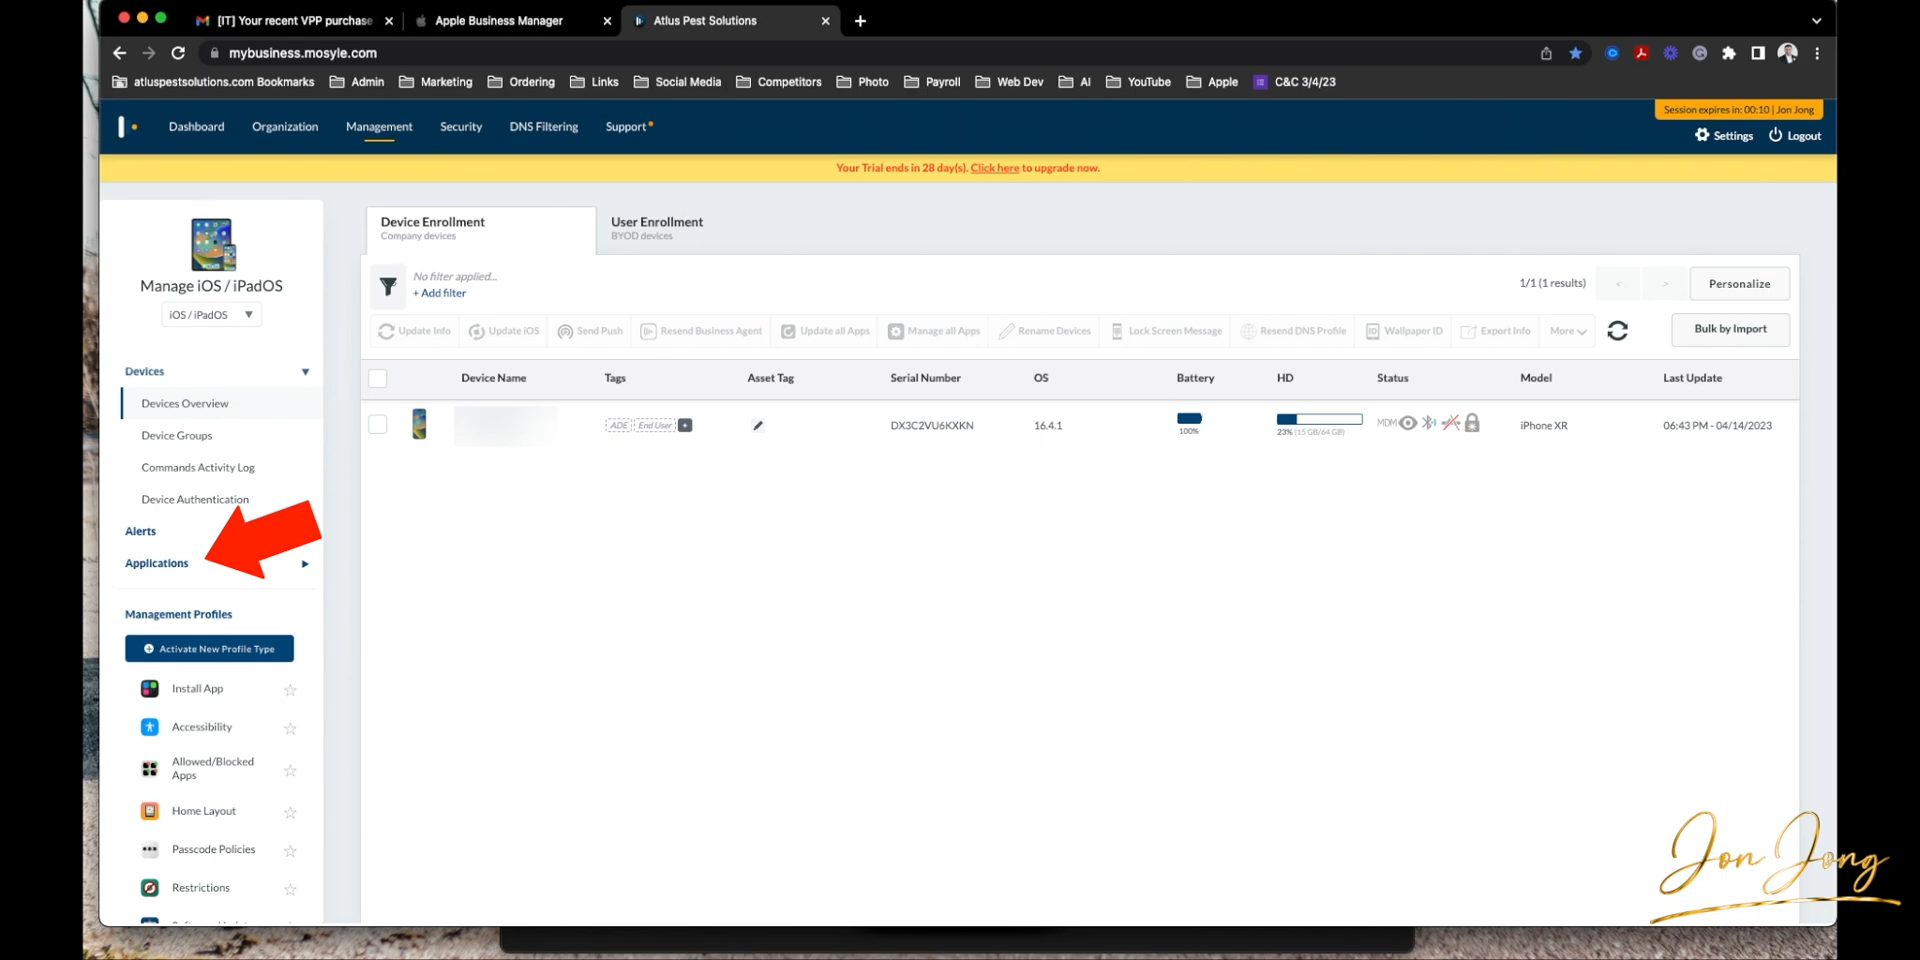 [IT] Your recent VPP purchase
Apple Business Manager
Atlus Pest Solutions
mybusiness.mosyle.com
atluspestsolutions.com Bookmarks
Admin
Marketing
Ordering
Links
Social Media
Competitors
Photo
Payroll
Web Dev
AI
YouTube
Apple
C&C 3/4/23
Session expires in: 00:10 | Jon Jong
Dashboard
Organization
Management
Security
DNS Filtering
Support
Settings
Logout
Your Trial ends in 28 day(s). Click here to upgrade now.
Manage iOS / iPadOS
iOS / iPadOS
Devices
Devices Overview
Device Groups
Commands Activity Log
Device Authentication
Alerts
Applications
Management Profiles
Activate New Profile Type
Install App
Accessibility
Allowed/Blocked
Apps
Home Layout
Passcode Policies
Restrictions
Device Enrollment
Company devices
User Enrollment
BYOD devices
No filter applied...
+ Add filter
1/1 (1 results)
<
>
Personalize
Update Info
Update iOS
Send Push
Resend Business Agent
Update all Apps
Manage all Apps
Rename Devices
Lock Screen Message
Resend DNS Profile
Wallpaper ID
Export Info
More
Bulk by Import
Device Name
Tags
Asset Tag
Serial Number
OS
Battery
HD
Status
Model
Last Update
ADE
End User
+
DX3C2VU6KXKN
16.4.1
100%
23% (15 GB/64 GB)
MDM
iPhone XR
06:43 PM - 04/14/2023
Jon Jong